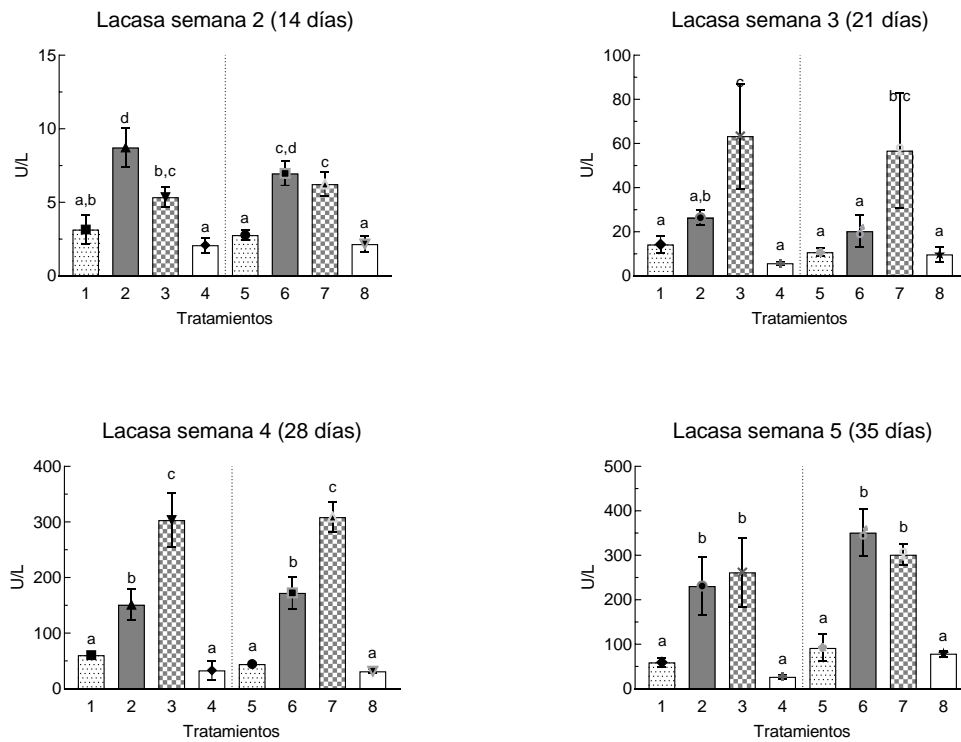 Lacasa semana 2 (14 días)
15
10
5
0
U/L
a,b
d
b,c
a
a
c,d
c
a
1 2 3 4 5 6 7 8
Tratamientos
Lacasa semana 3 (21 días)
100
80
60
40
20
0
U/L
a
a,b
c
a
a
a
b c
a
1 2 3 4 5 6 7 8
Tratamientos
Lacasa semana 4 (28 días)
400
300
200
100
0
U/L
a
b
c
a
a
b
c
a
1 2 3 4 5 6 7 8
Tratamientos
Lacasa semana 5 (35 días)
500
400
300
200
100
0
U/L
a
b
b
a
a
b
b
a
1 2 3 4 5 6 7 8
Tratamientos